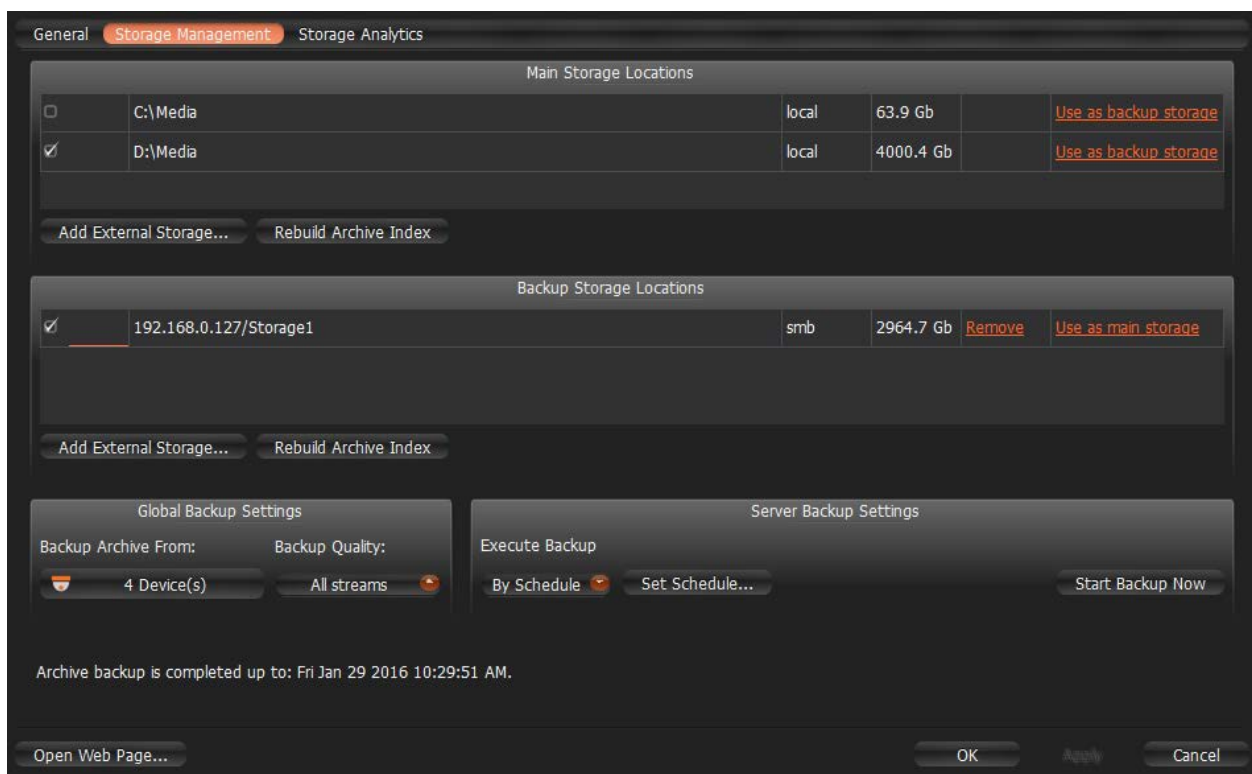 General Storage Management Storage Analytics
Main Storage Locations
C:\Media local 63.9 Gb Use as backup storage
D:\Media local 4000.4 Gb Use as backup storage
Add External Storage... Rebuild Archive Index
Backup Storage Locations
192.168.0.127/Storage1 smb 2964.7 Gb Remove Use as main storage
Add External Storage... Rebuild Archive Index
Global Backup Settings Server Backup Settings
Backup Archive From: Backup Quality: Execute Backup
4 Device(s) All streams By Schedule Set Schedule... Start Backup Now
Archive backup is completed up to: Fri Jan 29 2016 10:29:51 AM.
Open Web Page... OK Apply Cancel